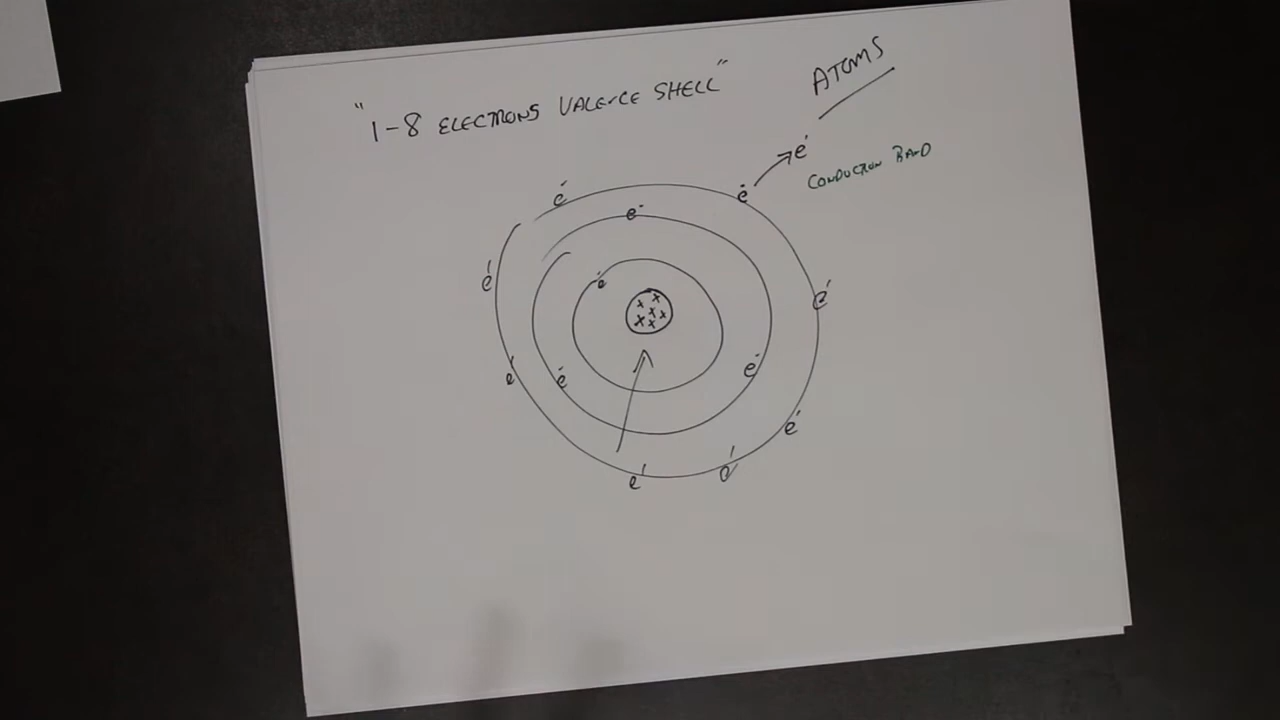 ATOMS
"1-8 ELECTRONS VALENCE SHELL"
e-
CONDUCTION BAND
e- e-
e-
e- e-
e-
e- e- e-
e-
e- e-
x x x x x x